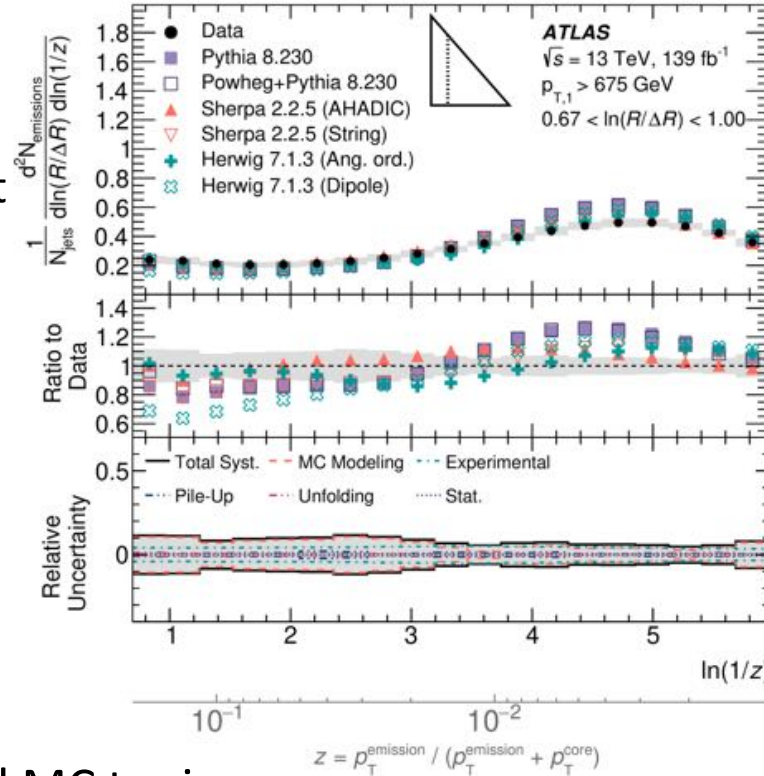 1.8
1.6
1.4
1.2
1
0.8
0.6
0.4
0.2
1/N_jets d²N_emissions / dln(R/ΔR) dln(1/z)
Data
Pythia 8.230
Powheg+Pythia 8.230
Sherpa 2.2.5 (AHADIC)
Sherpa 2.2.5 (String)
Herwig 7.1.3 (Ang. ord.)
Herwig 7.1.3 (Dipole)
ATLAS
√s = 13 TeV, 139 fb⁻¹
p_T,1 > 675 GeV
0.67 < ln(R/ΔR) < 1.00
Ratio to
Data
1.4
1.2
1
0.8
0.6
Relative
Uncertainty
0.5
0
Total Syst. MC Modeling Experimental
Pile-Up Unfolding Stat.
1 2 3 4 5
ln(1/z)
10⁻¹ 10⁻²
z = p_T^emission / (p_T^emission + p_T^core)